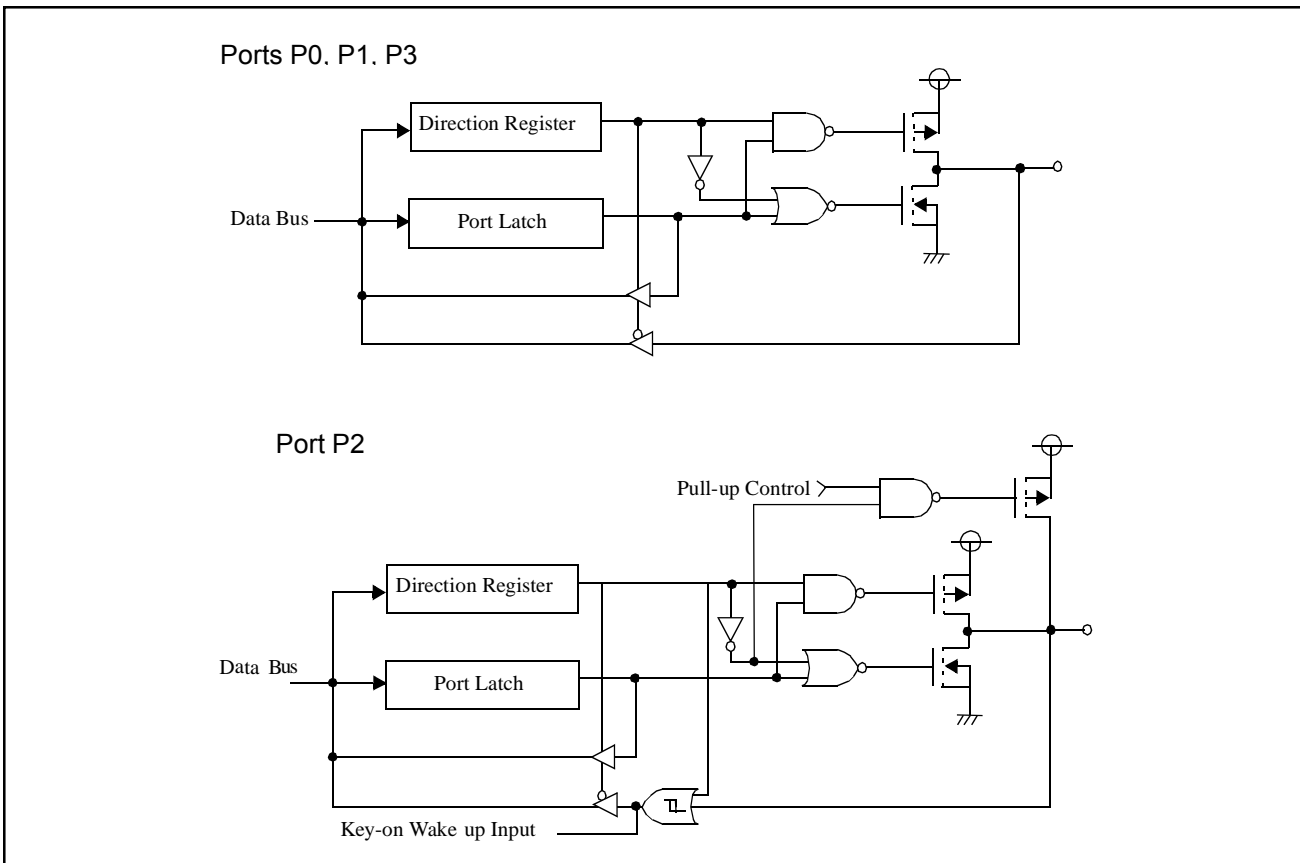 Ports P0, P1, P3
Direction Register
Data Bus
Port Latch
Port P2
Pull-up Control
Direction Register
Data Bus
Port Latch
Key-on Wake up Input